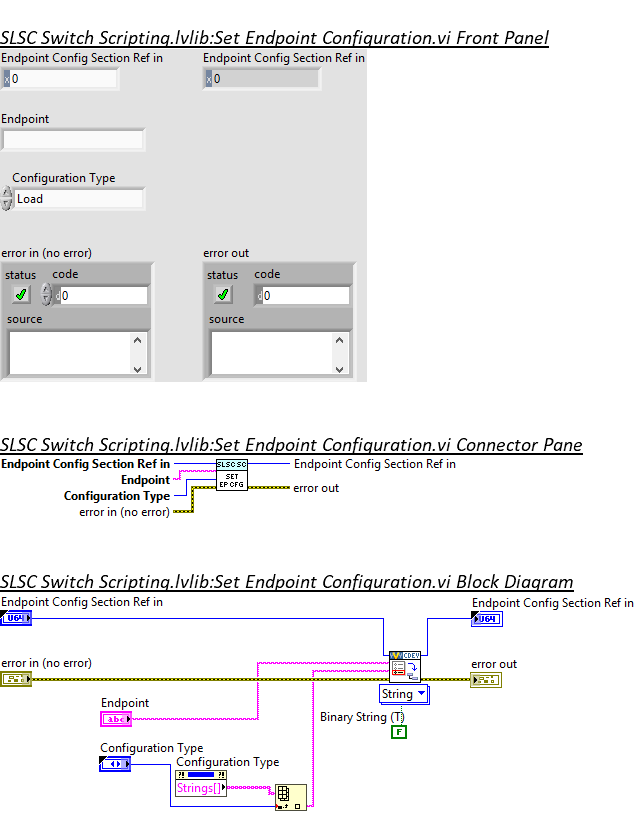 SLSC Switch Scripting.lvlib:Set Endpoint Configuration.vi Front Panel
Endpoint Config Section Ref in Endpoint Config Section Ref in
x 0 x 0
Endpoint
Configuration Type
Load
error in (no error) error out
status code status code
d 0 d 0
source source
SLSC Switch Scripting.lvlib:Set Endpoint Configuration.vi Connector Pane
Endpoint Config Section Ref in SLSC SC Endpoint Config Section Ref in
Endpoint SET
Configuration Type EP CFG error out
error in (no error)
SLSC Switch Scripting.lvlib:Set Endpoint Configuration.vi Block Diagram
Endpoint Config Section Ref in Endpoint Config Section Ref in
U64 U64
CDEV
error in (no error) error out
String
Endpoint
abc
Binary String (T)
F
Configuration Type
Configuration Type
?! ?!
Strings[]